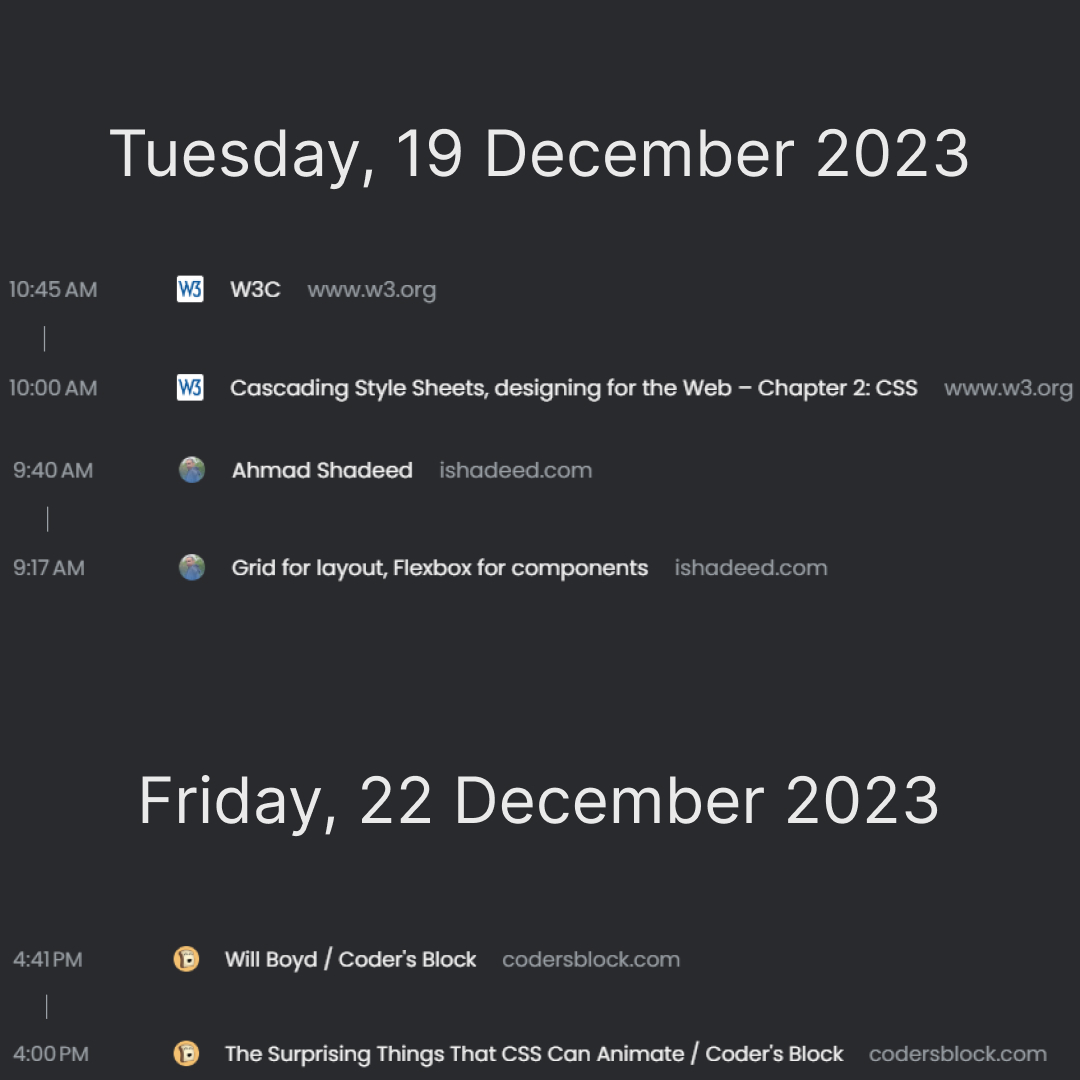 Tuesday, 19 December 2023
10:45 AM W3 W3C www.w3.org
10:00 AM W3 Cascading Style Sheets, designing for the Web – Chapter 2: CSS www.w3.org
9:40 AM Ahmad Shadeed ishadeed.com
9:17 AM Grid for layout, Flexbox for components ishadeed.com
Friday, 22 December 2023
4:41 PM Will Boyd / Coder's Block codersblock.com
4:00 PM The Surprising Things That CSS Can Animate / Coder's Block codersblock.com